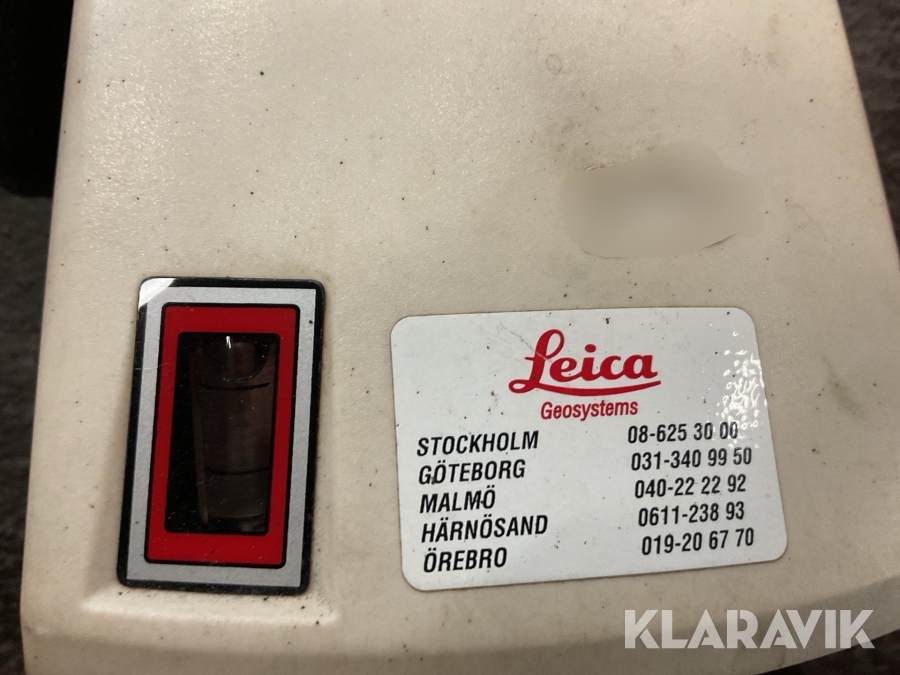 Leica
Geosystems
STOCKHOLM 08-625 30 00
GÖTEBORG 031-340 99 50
MALMÖ 040-22 22 92
HÄRNÖSAND 0611-238 93
ÖREBRO 019-20 67 70
KLARAVIK